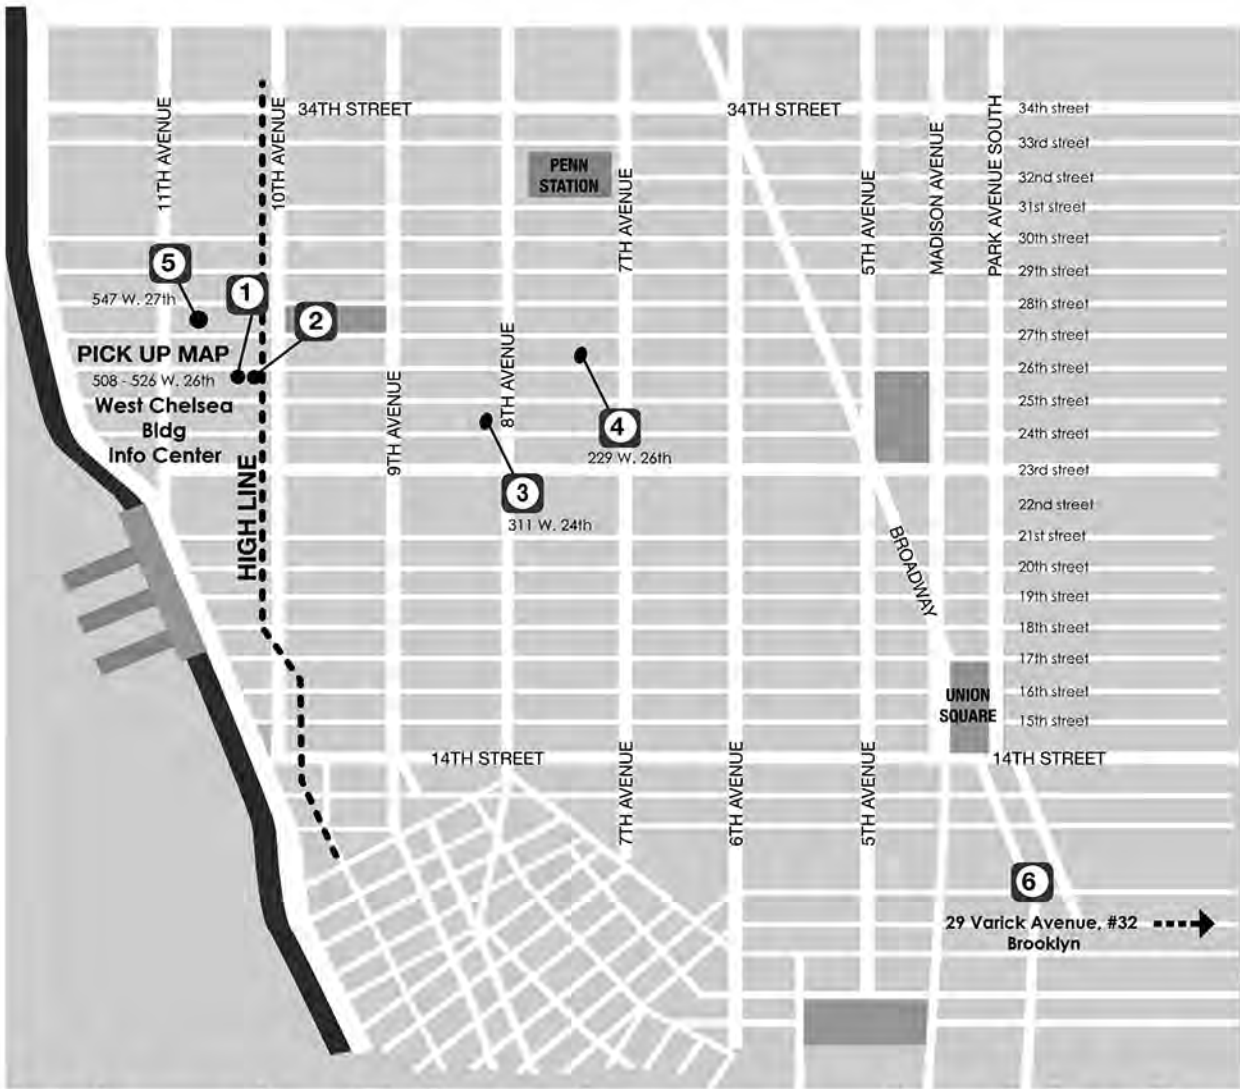 11TH AVENUE
10TH AVENUE
34TH STREET
34TH STREET
MADISON AVENUE
PARK AVENUE SOUTH
34th street
33rd street
PENN
STATION
7TH AVENUE
5TH AVENUE
32nd street
31st street
30th street
29th street
5
547 W. 27th
1
2
28th street
27th street
PICK UP MAP
508 - 526 W. 26th
West Chelsea
Bldg
Info Center
9TH AVENUE
8TH AVENUE
26th street
25th street
4
229 W. 26th
24th street
23rd street
HIGH LINE
3
311 W. 24th
22nd street
21st street
BROADWAY
20th street
19th street
18th street
17th street
UNION
SQUARE
16th street
15th street
14TH STREET
14TH STREET
7TH AVENUE
6TH AVENUE
5TH AVENUE
6
29 Varick Avenue, #32
Brooklyn